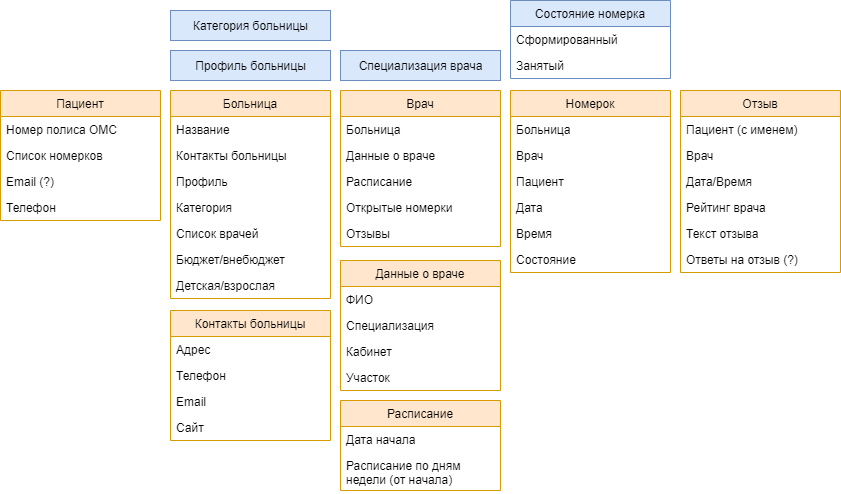 Категория больницы
Профиль больницы
Специализация врача
Состояние номерка
Сформированный
Занятый
Пациент
Номер полиса ОМС
Список номерков
Email (?)
Телефон
Больница
Название
Контакты больницы
Профиль
Категория
Список врачей
Бюджет/внебюджет
Детская/взрослая
Контакты больницы
Адрес
Телефон
Email
Сайт
Врач
Больница
Данные о враче
Расписание
Открытые номерки
Отзывы
Данные о враче
ФИО
Специализация
Кабинет
Участок
Расписание
Дата начала
Расписание по дням
недели (от начала)
Номерок
Больница
Врач
Пациент
Дата
Время
Состояние
Отзыв
Пациент (с именем)
Врач
Дата/Время
Рейтинг врача
Текст отзыва
Ответы на отзыв (?)